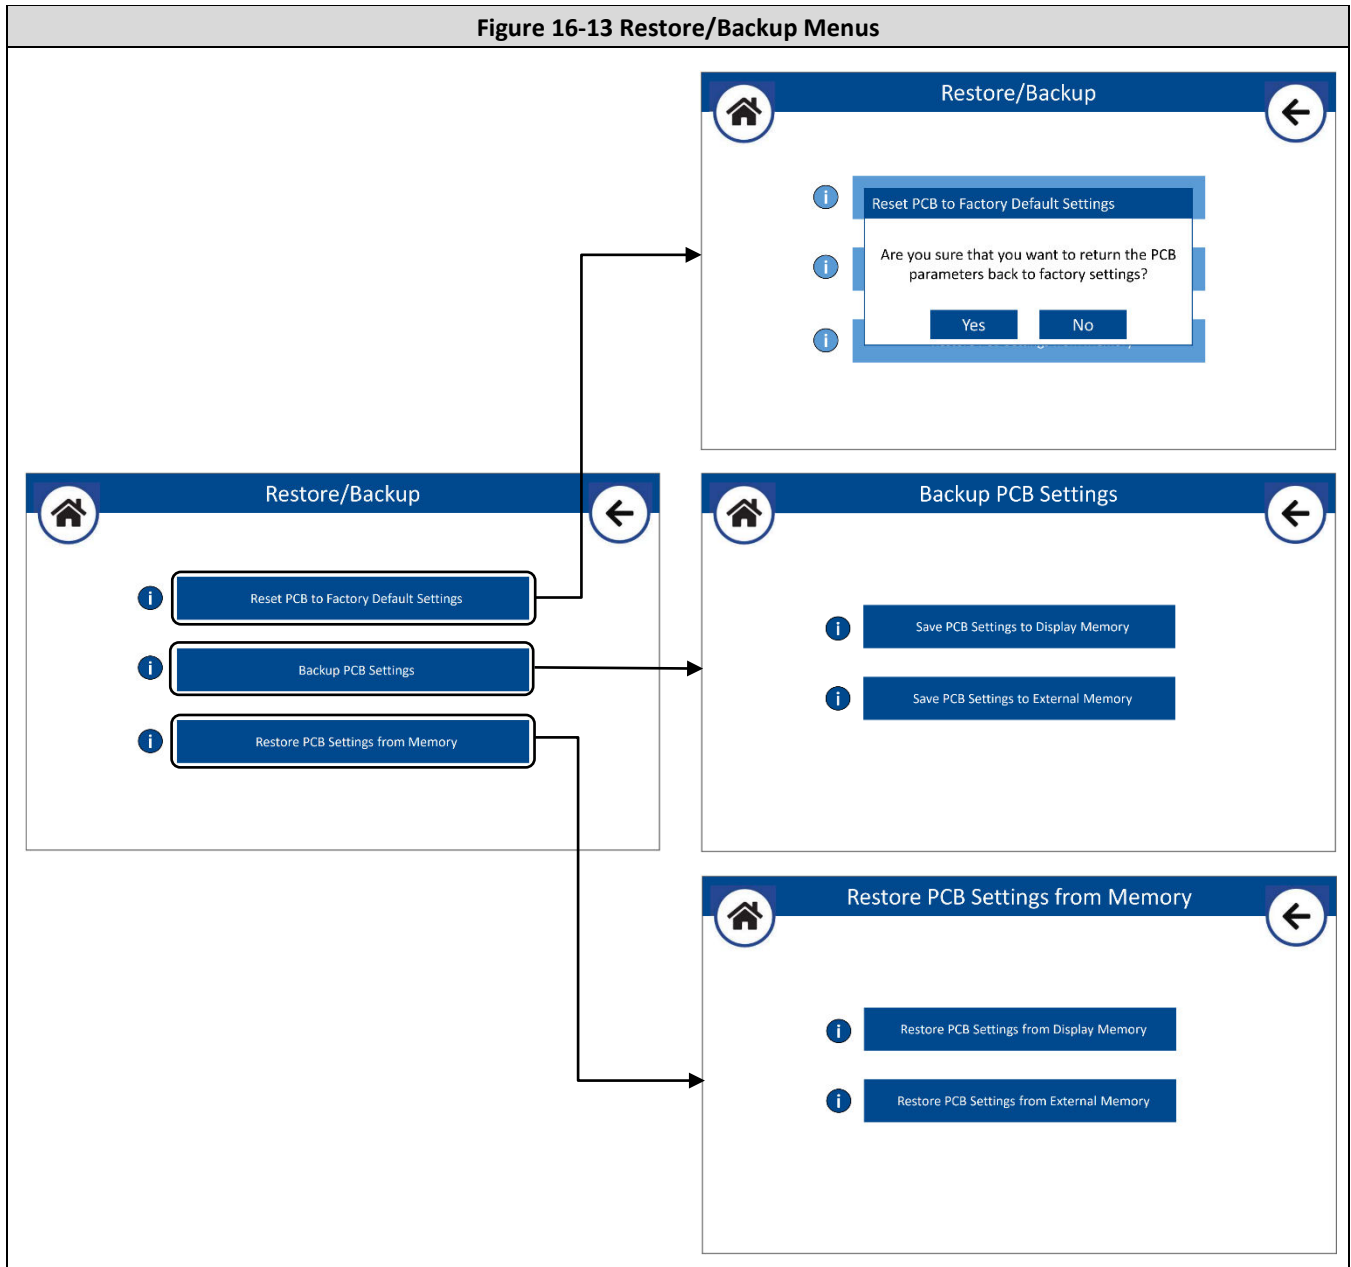 Figure 16-13 Restore/Backup Menus
Restore/Backup
i
Reset PCB to Factory Default Settings
i
Are you sure that you want to return the PCB
parameters back to factory settings?
Yes No
i
Restore/Backup
i Reset PCB to Factory Default Settings
i Backup PCB Settings
i Restore PCB Settings from Memory
Backup PCB Settings
i Save PCB Settings to Display Memory
i Save PCB Settings to External Memory
Restore PCB Settings from Memory
i Restore PCB Settings from Display Memory
i Restore PCB Settings from External Memory